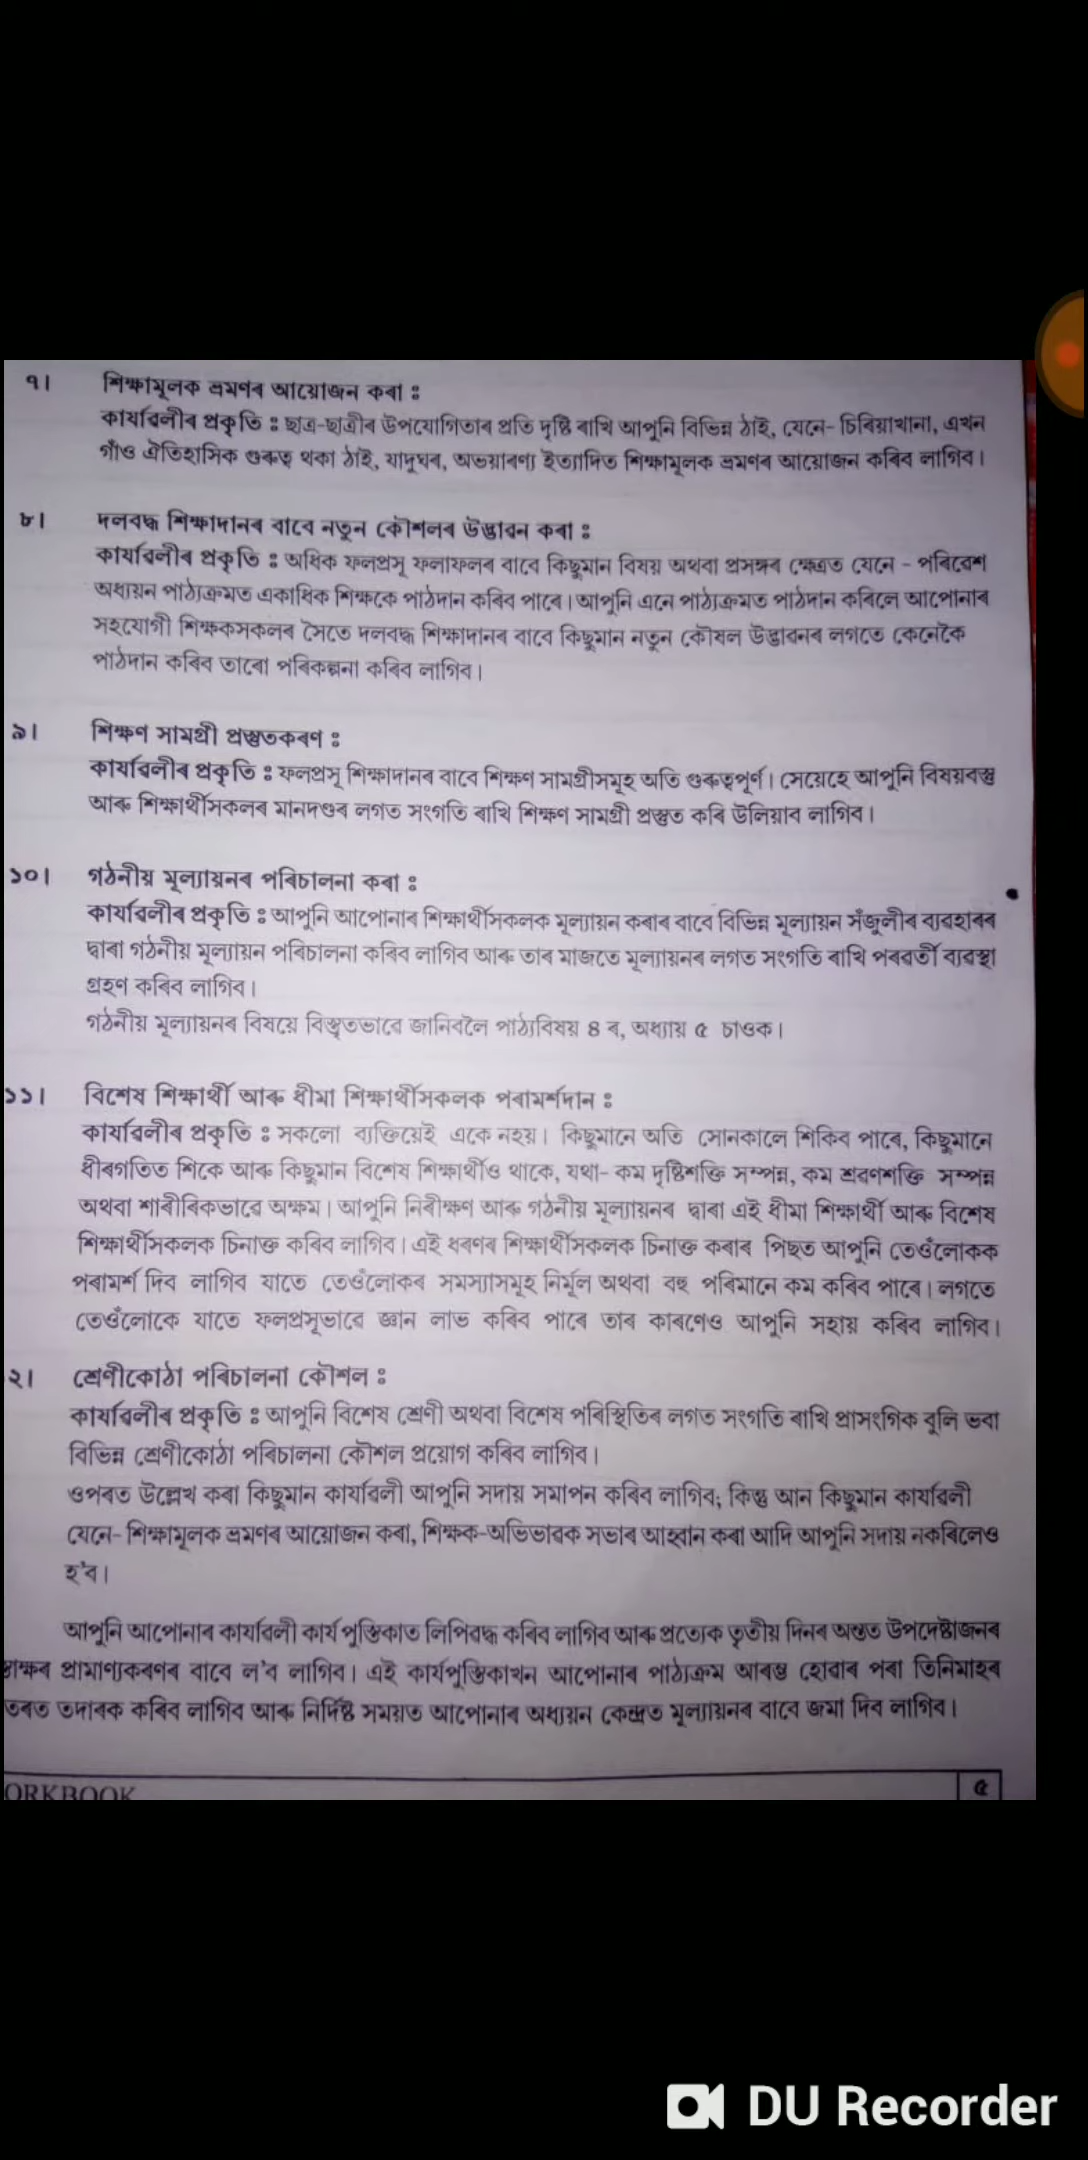 ৭। শিক্ষামূলক ভ্ৰমণৰ আয়োজন কৰা ঃ
কাৰ্যাৱলীৰ প্ৰকৃতি ঃ ছাত্ৰ-ছাত্ৰীৰ উপযোগিতাৰ প্ৰতি দৃষ্টি ৰাখি আপুনি বিভিন্ন ঠাই, যেনে- চিৰিয়াখানা, এখন
গাঁও ঐতিহাসিক গুৰুত্ব থকা ঠাই, যাদুঘৰ, অভয়াৰণ্য ইত্যাদিত শিক্ষামূলক ভ্ৰমণৰ আয়োজন কৰিব লাগিব।
৮। দলবদ্ধ শিক্ষাদানৰ বাবে নতুন কৌশলৰ উদ্ভাৱন কৰা ঃ
কাৰ্যাৱলীৰ প্ৰকৃতি ঃ অধিক ফলপ্ৰসূ ফলাফলৰ বাবে কিছুমান বিষয় অথবা প্ৰসঙ্গৰ ক্ষেত্ৰত যেনে - পৰিৱেশ
অধ্যয়ন পাঠ্যক্ৰমত একাধিক শিক্ষকে পাঠদান কৰিব পাৰে। আপুনি এনে পাঠ্যক্ৰমত পাঠদান কৰিলে আপোনাৰ
সহযোগী শিক্ষকসকলৰ সৈতে দলবদ্ধ শিক্ষাদানৰ বাবে কিছুমান নতুন কৌষল উদ্ভাৱনৰ লগতে কেনেকৈ
পাঠদান কৰিব তাৰো পৰিকল্পনা কৰিব লাগিব।
৯। শিক্ষণ সামগ্ৰী প্ৰস্তুতকৰণ ঃ
কাৰ্যাৱলীৰ প্ৰকৃতি ঃ ফলপ্ৰসূ শিক্ষাদানৰ বাবে শিক্ষণ সামগ্ৰীসমূহ অতি গুৰুত্বপূৰ্ণ। সেয়েহে আপুনি বিষয়বস্তু
আৰু শিক্ষাৰ্থীসকলৰ মানদণ্ডৰ লগত সংগতি ৰাখি শিক্ষণ সামগ্ৰী প্ৰস্তুত কৰি উলিয়াব লাগিব।
১০। গঠনীয় মূল্যায়নৰ পৰিচালনা কৰা ঃ
কাৰ্যাৱলীৰ প্ৰকৃতি ঃ আপুনি আপোনাৰ শিক্ষাৰ্থীসকলক মূল্যায়ন কৰাৰ বাবে বিভিন্ন মূল্যায়ন সঁজুলীৰ ব্যৱহাৰৰ
দ্বাৰা গঠনীয় মূল্যায়ন পৰিচালনা কৰিব লাগিব আৰু তাৰ মাজতে মূল্যায়নৰ লগত সংগতি ৰাখি পৰৱৰ্তী ব্যৱস্থা
গ্ৰহণ কৰিব লাগিব।
গঠনীয় মূল্যায়নৰ বিষয়ে বিস্তৃতভাৱে জানিবলৈ পাঠ্যবিষয় ৪ ৰ, অধ্যায় ৫ চাওক।
১১। বিশেষ শিক্ষাৰ্থী আৰু ধীমা শিক্ষাৰ্থীসকলক পৰামৰ্শদান ঃ
কাৰ্যাৱলীৰ প্ৰকৃতি ঃ সকলো ব্যক্তিয়েই একে নহয়। কিছুমানে অতি সোনকালে শিকিব পাৰে, কিছুমানে
ধীৰগতিত শিকে আৰু কিছুমান বিশেষ শিক্ষাৰ্থীও থাকে, যথা- কম দৃষ্টিশক্তি সম্পন্ন, কম শ্ৰৱণশক্তি সম্পন্ন
অথবা শাৰীৰিকভাৱে অক্ষম। আপুনি নিৰীক্ষণ আৰু গঠনীয় মূল্যায়নৰ দ্বাৰা এই ধীমা শিক্ষাৰ্থী আৰু বিশেষ
শিক্ষাৰ্থীসকলক চিনাক্ত কৰিব লাগিব। এই ধৰণৰ শিক্ষাৰ্থীসকলক চিনাক্ত কৰাৰ পিছত আপুনি তেওঁলোকক
পৰামৰ্শ দিব লাগিব যাতে তেওঁলোকৰ সমস্যাসমূহ নিৰ্মূল অথবা বহু পৰিমানে কম কৰিব পাৰে। লগতে
তেওঁলোকে যাতে ফলপ্ৰসূভাৱে জ্ঞান লাভ কৰিব পাৰে তাৰ কাৰণেও আপুনি সহায় কৰিব লাগিব।
২। শ্ৰেণীকোঠা পৰিচালনা কৌশল ঃ
কাৰ্যাৱলীৰ প্ৰকৃতি ঃ আপুনি বিশেষ শ্ৰেণী অথবা বিশেষ পৰিস্থিতিৰ লগত সংগতি ৰাখি প্ৰাসংগিক বুলি ভবা
বিভিন্ন শ্ৰেণীকোঠা পৰিচালনা কৌশল প্ৰয়োগ কৰিব লাগিব।
ওপৰত উল্লেখ কৰা কিছুমান কাৰ্যাৱলী আপুনি সদায় সমাপন কৰিব লাগিব; কিন্তু আন কিছুমান কাৰ্যাৱলী
যেনে- শিক্ষামূলক ভ্ৰমণৰ আয়োজন কৰা, শিক্ষক-অভিভাৱক সভাৰ আহ্বান কৰা আদি আপুনি সদায় নকৰিলেও
হ'ব।
আপুনি আপোনাৰ কাৰ্যাৱলী কাৰ্য পুস্তিকাত লিপিবদ্ধ কৰিব লাগিব আৰু প্ৰত্যেক তৃতীয় দিনৰ অন্তত উপদেষ্টাজনৰ
প্ৰামাণ্যকৰণৰ বাবে ল'ব লাগিব। এই কাৰ্যপুস্তিকাখন আপোনাৰ পাঠ্যক্ৰম আৰম্ভ হোৱাৰ পৰা তিনিমাহৰ
তৰত তদাৰক কৰিব লাগিব আৰু নিৰ্দিষ্ট সময়ত আপোনাৰ অধ্যয়ন কেন্দ্ৰত মূল্যায়নৰ বাবে জমা দিব লাগিব।
ORKBOOK ৫
DU Recorder